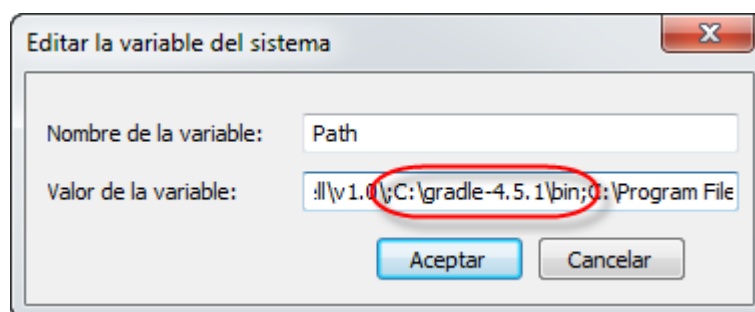 Editar la variable del sistema
Nombre de la variable: Path
Valor de la variable: ll\v1.0\;C:\gradle-4.5.1\bin;C:\Program File
Aceptar Cancelar